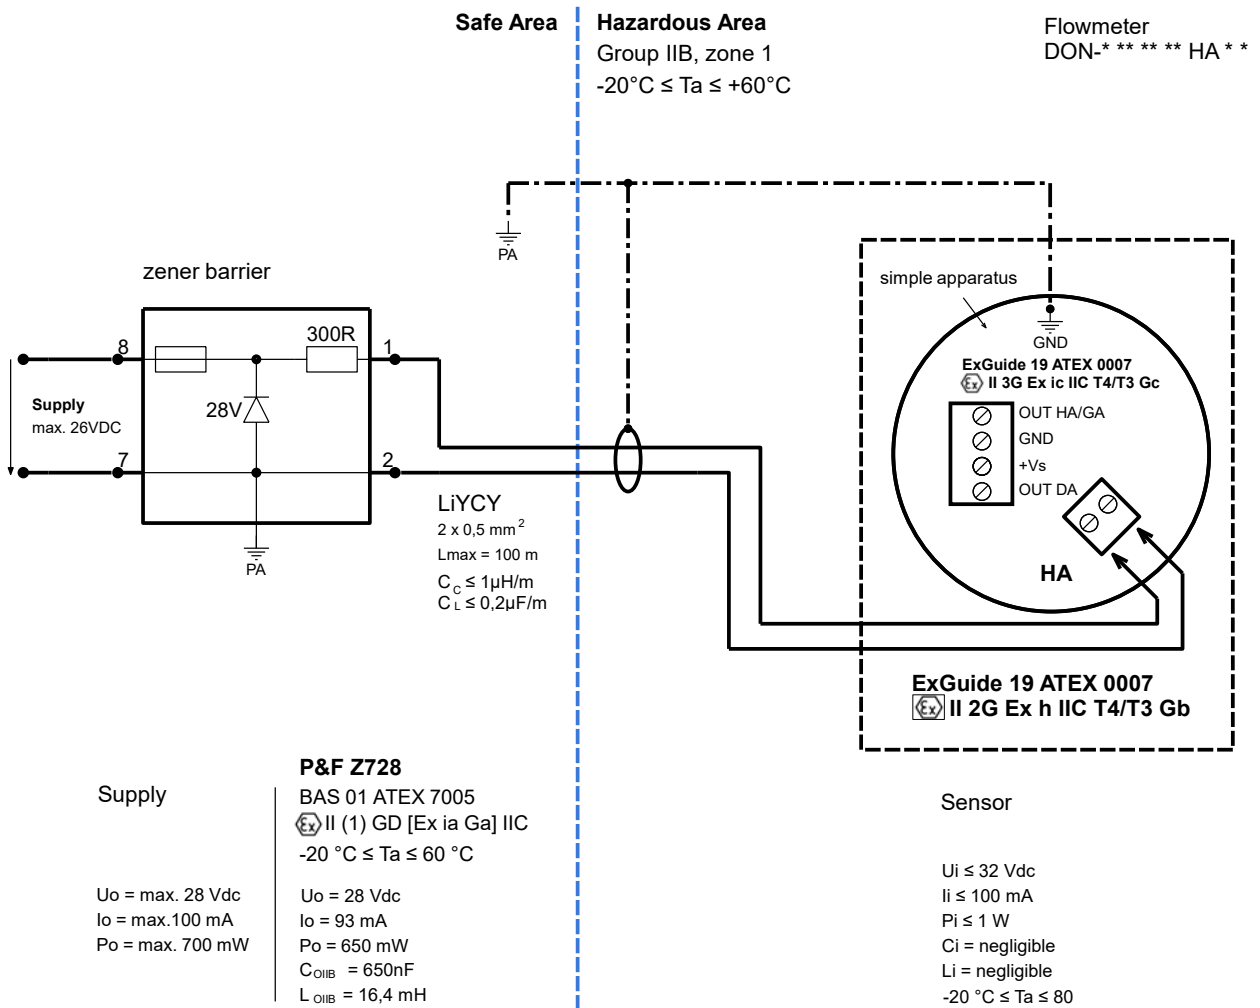 Safe Area
Hazardous Area
Group IIB, zone 1
-20°C ≤ Ta ≤ +60°C
Flowmeter
DON-* ** ** ** HA * *
PA
zener barrier
8
300R
1
Supply
max. 26VDC
28V
7
2
PA
LiYCY
2 x 0,5 mm²
Lmax = 100 m
C C ≤ 1µH/m
C L ≤ 0,2µF/m
simple apparatus
GND
ExGuide 19 ATEX 0007
Ex II 3G Ex ic IIC T4/T3 Gc
OUT HA/GA
GND
+Vs
OUT DA
HA
ExGuide 19 ATEX 0007
Ex II 2G Ex h IIC T4/T3 Gb
Supply
Uo = max. 28 Vdc
Io = max.100 mA
Po = max. 700 mW
P&F Z728
BAS 01 ATEX 7005
Ex II (1) GD [Ex ia Ga] IIC
-20 °C ≤ Ta ≤ 60 °C
Uo = 28 Vdc
Io = 93 mA
Po = 650 mW
C OIIB = 650nF
L OIIB = 16,4 mH
Sensor
Ui ≤ 32 Vdc
Ii ≤ 100 mA
Pi ≤ 1 W
Ci = negligible
Li = negligible
-20 °C ≤ Ta ≤ 80